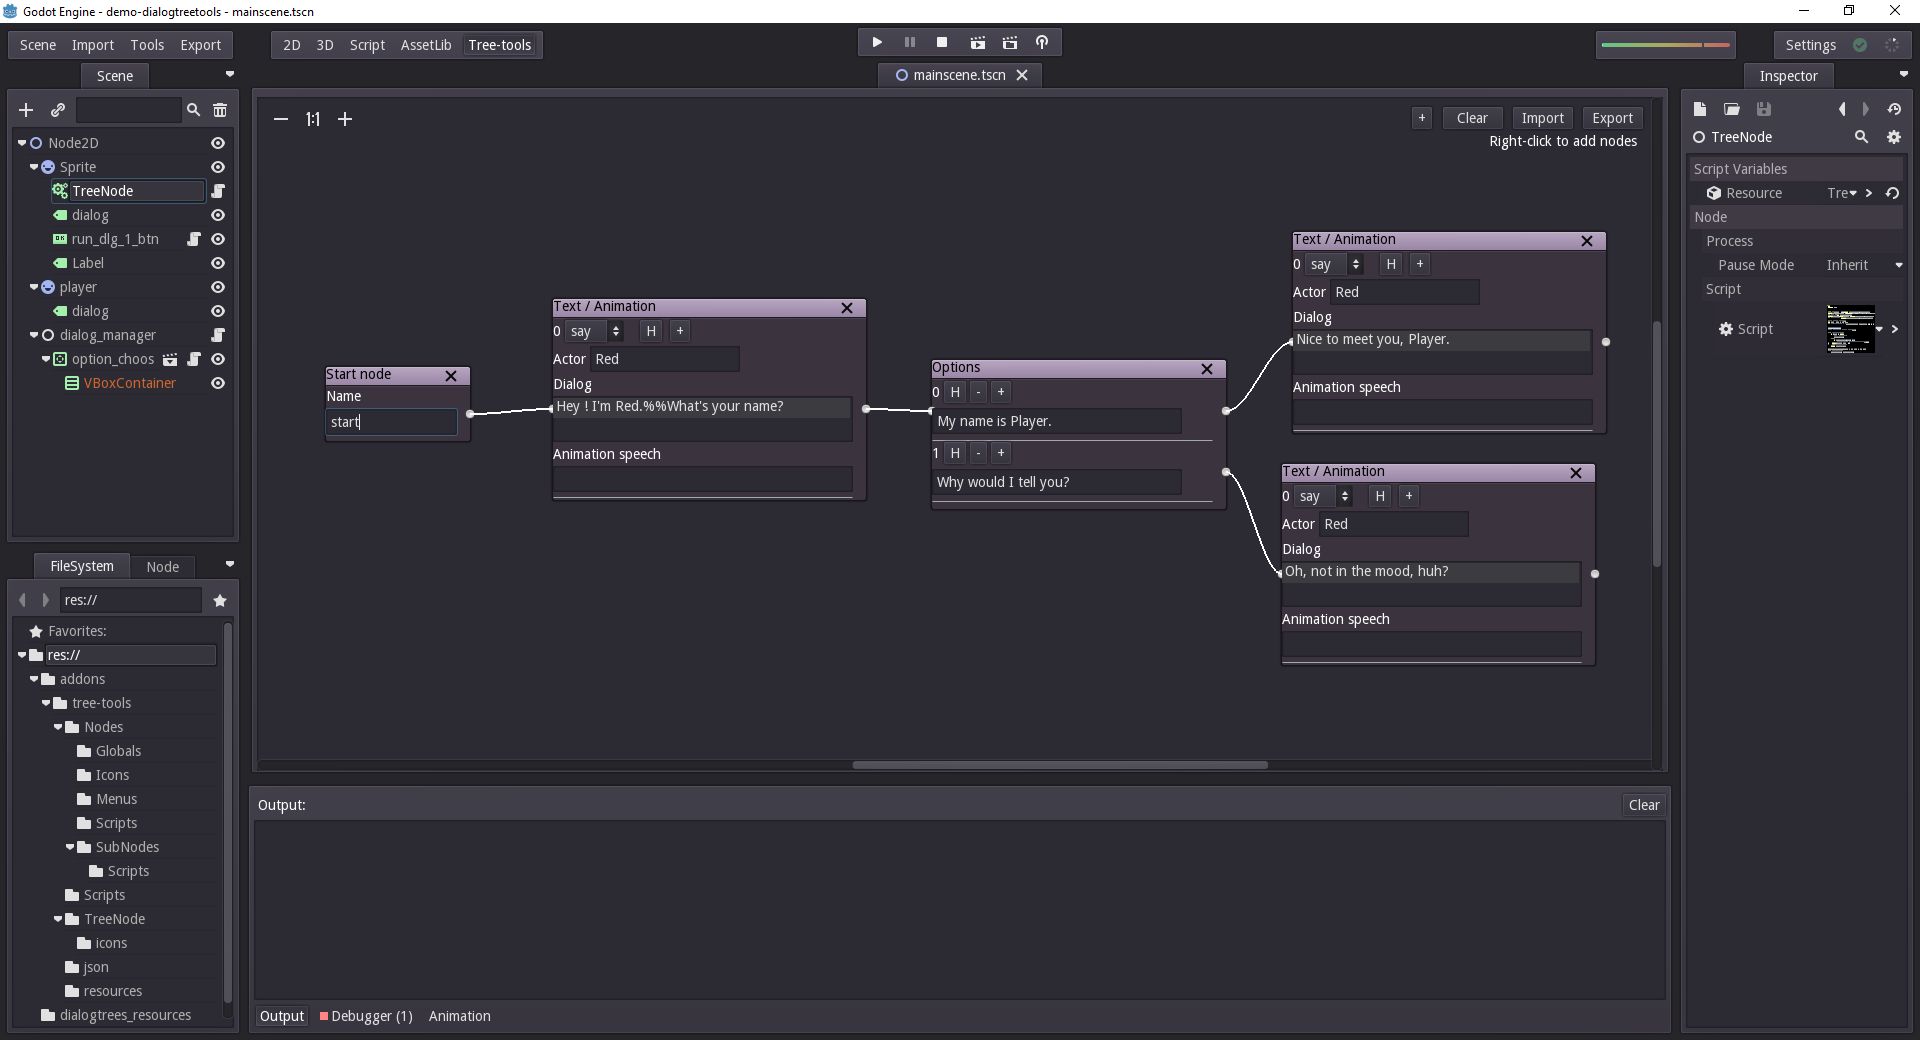 Godot Engine - demo-dialogtreetools - mainscene.tscn
Scene Import Tools Export
2D 3D Script AssetLib Tree-tools
Settings
Scene
mainscene.tscn
Inspector
1:1
+ Clear Import Export
Right-click to add nodes
Node2D
Sprite
TreeNode
dialog
run_dlg_1_btn
Label
player
dialog
dialog_manager
option_choos
VBoxContainer
Start node
Name
start
Text / Animation
0 say H +
Actor Red
Dialog
Hey ! I'm Red.%%What's your name?
Animation speech
Options
0 H - +
My name is Player.
1 H - +
Why would I tell you?
Text / Animation
0 say H +
Actor Red
Dialog
Nice to meet you, Player.
Animation speech
Text / Animation
0 say H +
Actor Red
Dialog
Oh, not in the mood, huh?
Animation speech
TreeNode
Script Variables
Resource Tre
Node
Process
Pause Mode Inherit
Script
Script
FileSystem Node
res://
Favorites:
res://
addons
tree-tools
Nodes
Globals
Icons
Menus
Scripts
SubNodes
Scripts
Scripts
TreeNode
icons
json
resources
dialogtrees_resources
Output:
Clear
Output Debugger (1) Animation